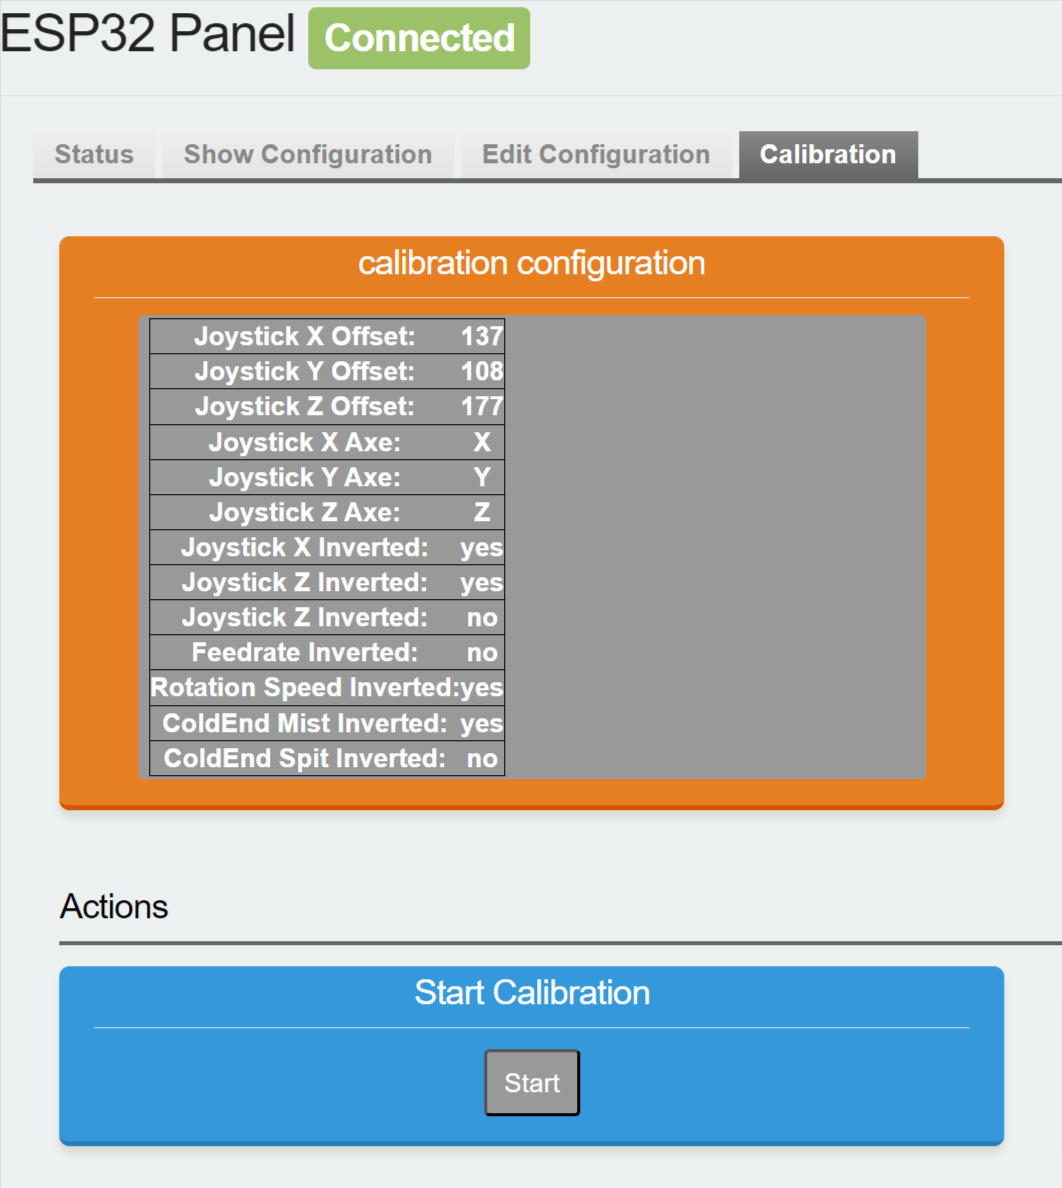 ESP32 Panel Connected
Status Show Configuration Edit Configuration Calibration
calibration configuration
Joystick X Offset: 137
Joystick Y Offset: 108
Joystick Z Offset: 177
Joystick X Axe: X
Joystick Y Axe: Y
Joystick Z Axe: Z
Joystick X Inverted: yes
Joystick Z Inverted: yes
Joystick Z Inverted: no
Feedrate Inverted: no
Rotation Speed Inverted: yes
ColdEnd Mist Inverted: yes
ColdEnd Spit Inverted: no
Actions
Start Calibration
Start